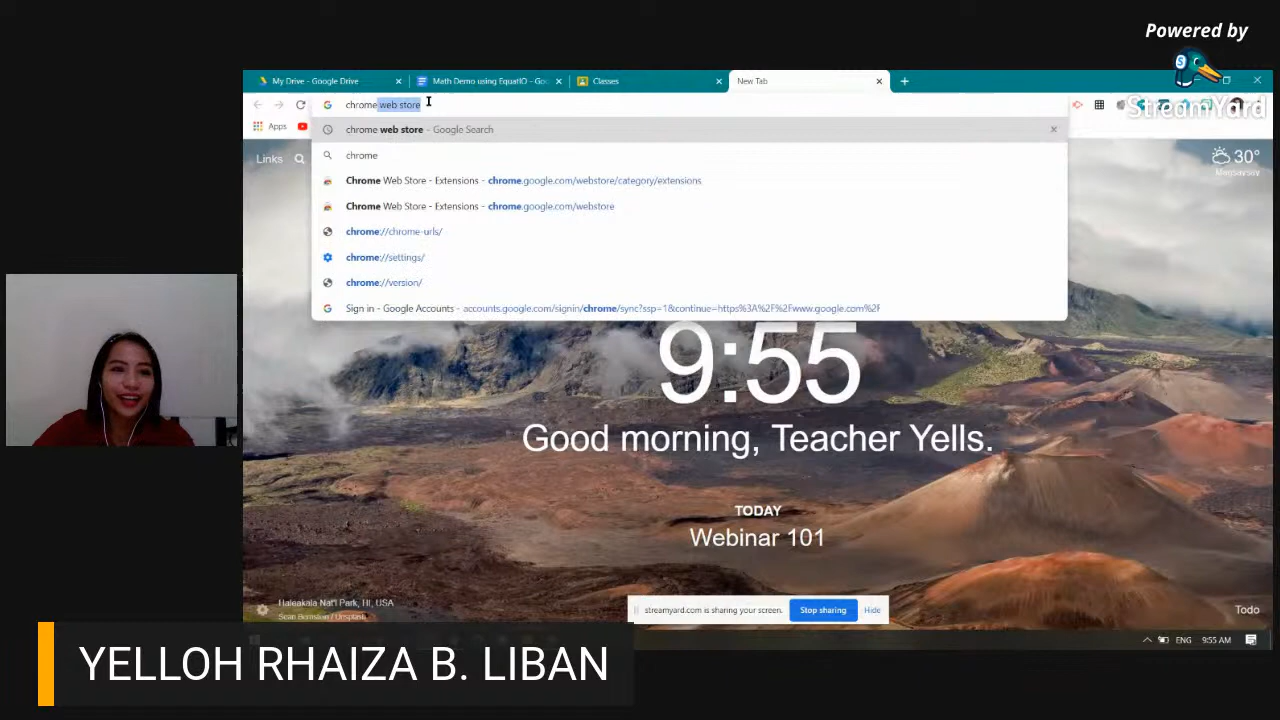 Powered by
StreamYard
My Drive - Google Drive
Math Demo using EquatIO - Go
Classes
New Tab
chrome web store
Apps
chrome web store - Google Search
chrome
Chrome Web Store - Extensions - chrome.google.com/webstore/category/extensions
Chrome Web Store - Extensions - chrome.google.com/webstore
chrome://chrome-urls/
chrome://settings/
chrome://version/
Sign in - Google Accounts - accounts.google.com/signin/chrome/sync?ssp=1&continue=https%3A%2F%2Fwww.google.com%2F
Links
30°
9:55
Good morning, Teacher Yells.
TODAY
Webinar 101
Haleakala Nat'l Park, HI, USA
Sean Bernstein / Unsplash
streamyard.com is sharing your screen.
Stop sharing
Hide
Todo
ENG
9:55 AM
YELLOH RHAIZA B. LIBAN